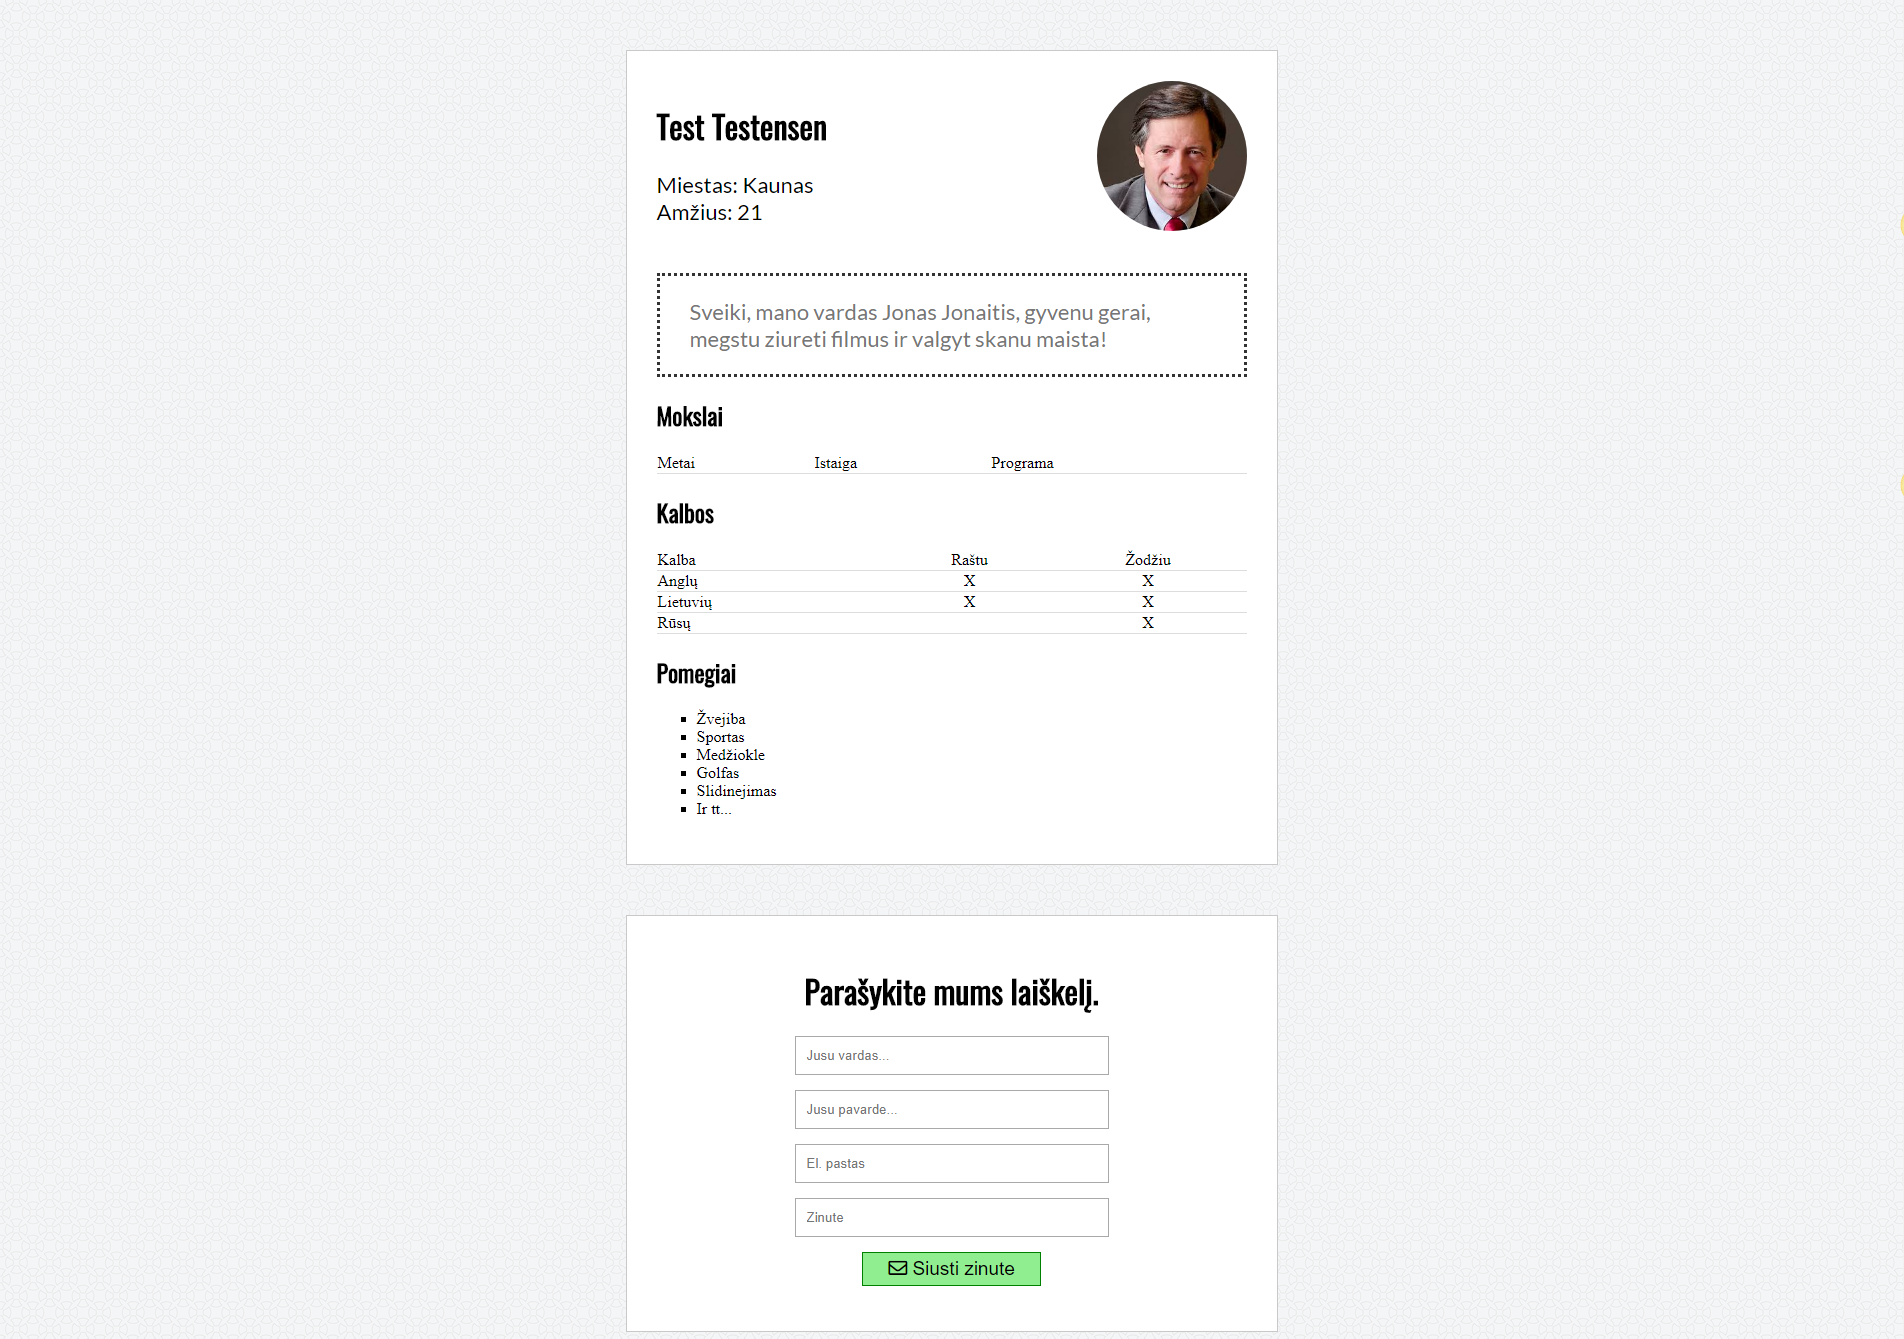 Test Testensen
Miestas: Kaunas
Amžius: 21
Sveiki, mano vardas Jonas Jonaitis, gyvenu gerai,
megstu ziureti filmus ir valgyt skanu maista!
Mokslai
Metai Istaiga Programa
Kalbos
Kalba Raštu Žodžiu
Anglų X X
Lietuvių X X
Rūsų X
Pomegiai
Žvejiba
Sportas
Medžiokle
Golfas
Slidinejimas
Ir tt...
Parašykite mums laiškelį.
Jusu vardas...
Jusu pavarde...
El. pastas
Zinute
Siusti zinute